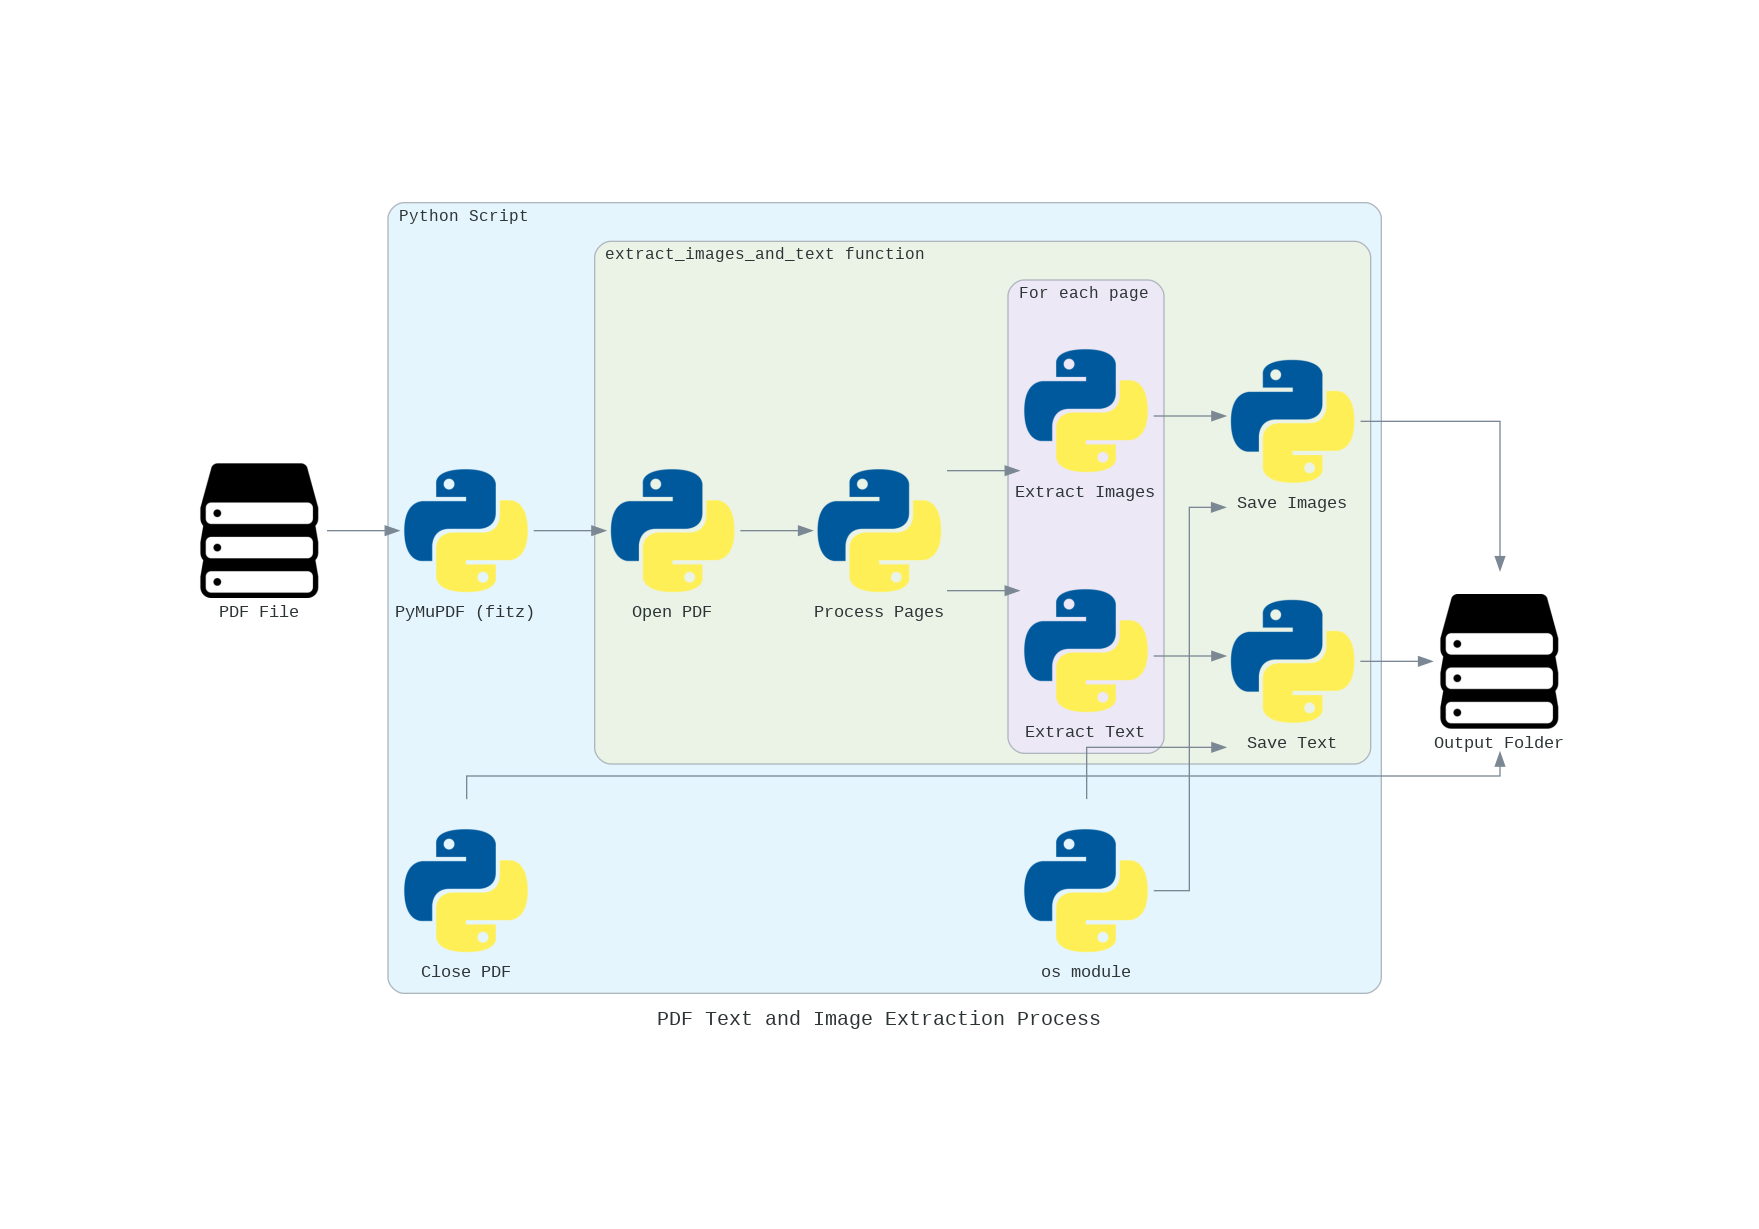 Python Script
extract_images_and_text function
For each page
Extract Images
Save Images
PDF File
PyMuPDF (fitz)
Open PDF
Process Pages
Extract Text
Save Text
Output Folder
Close PDF
os module
PDF Text and Image Extraction Process